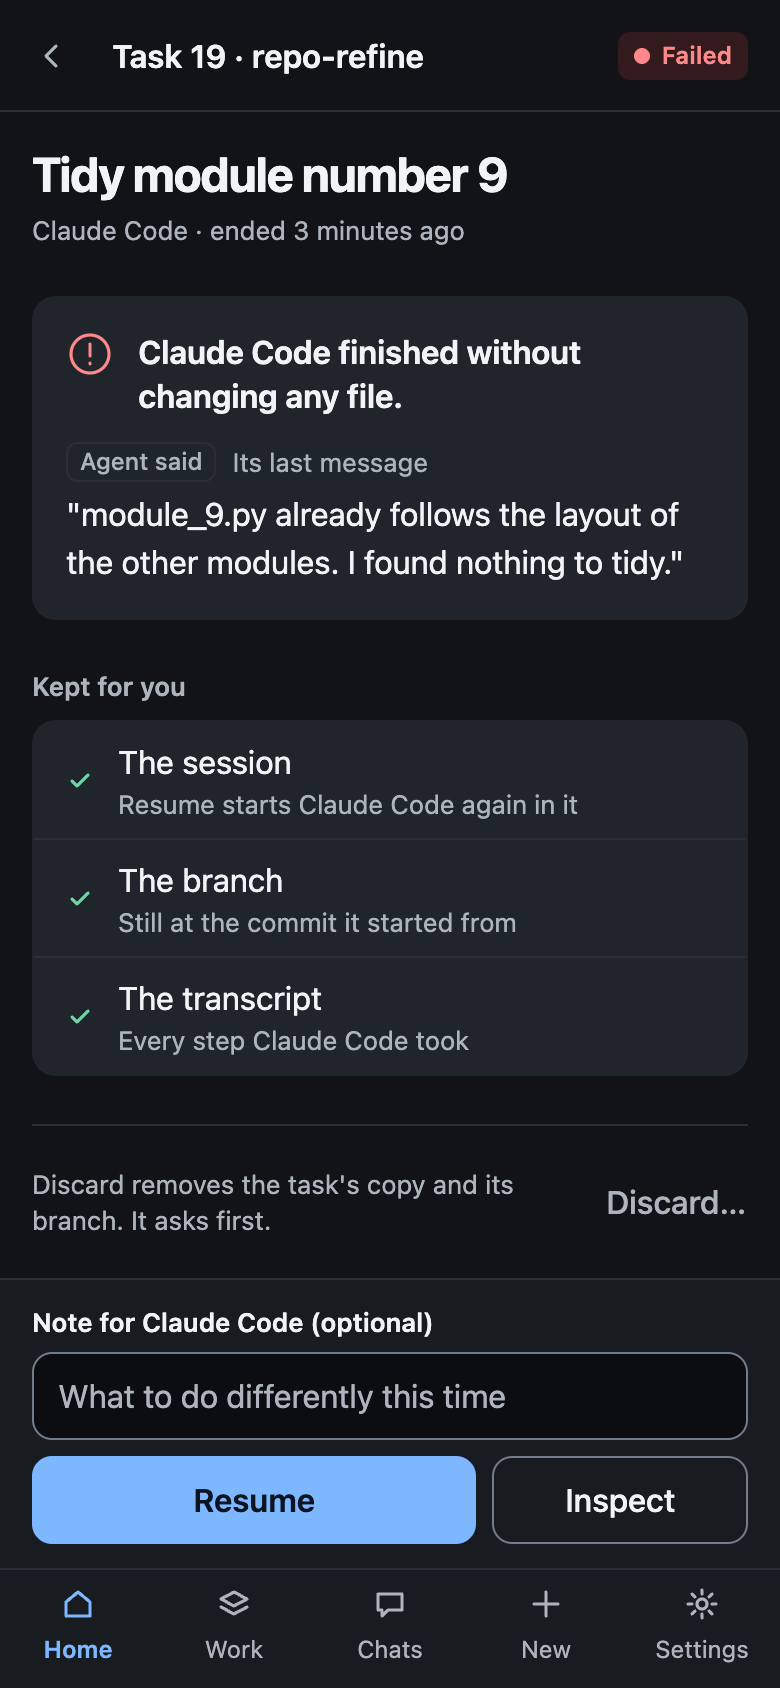 Task 19 · repo-refine
Failed
Tidy module number 9
Claude Code · ended 3 minutes ago
Claude Code finished without
changing any file.
Agent said Its last message
"module_9.py already follows the layout of
the other modules. I found nothing to tidy."
Kept for you
The session
Resume starts Claude Code again in it
The branch
Still at the commit it started from
The transcript
Every step Claude Code took
Discard removes the task's copy and its
branch. It asks first.
Discard...
Note for Claude Code (optional)
What to do differently this time
Resume
Inspect
Home
Work
Chats
New
Settings